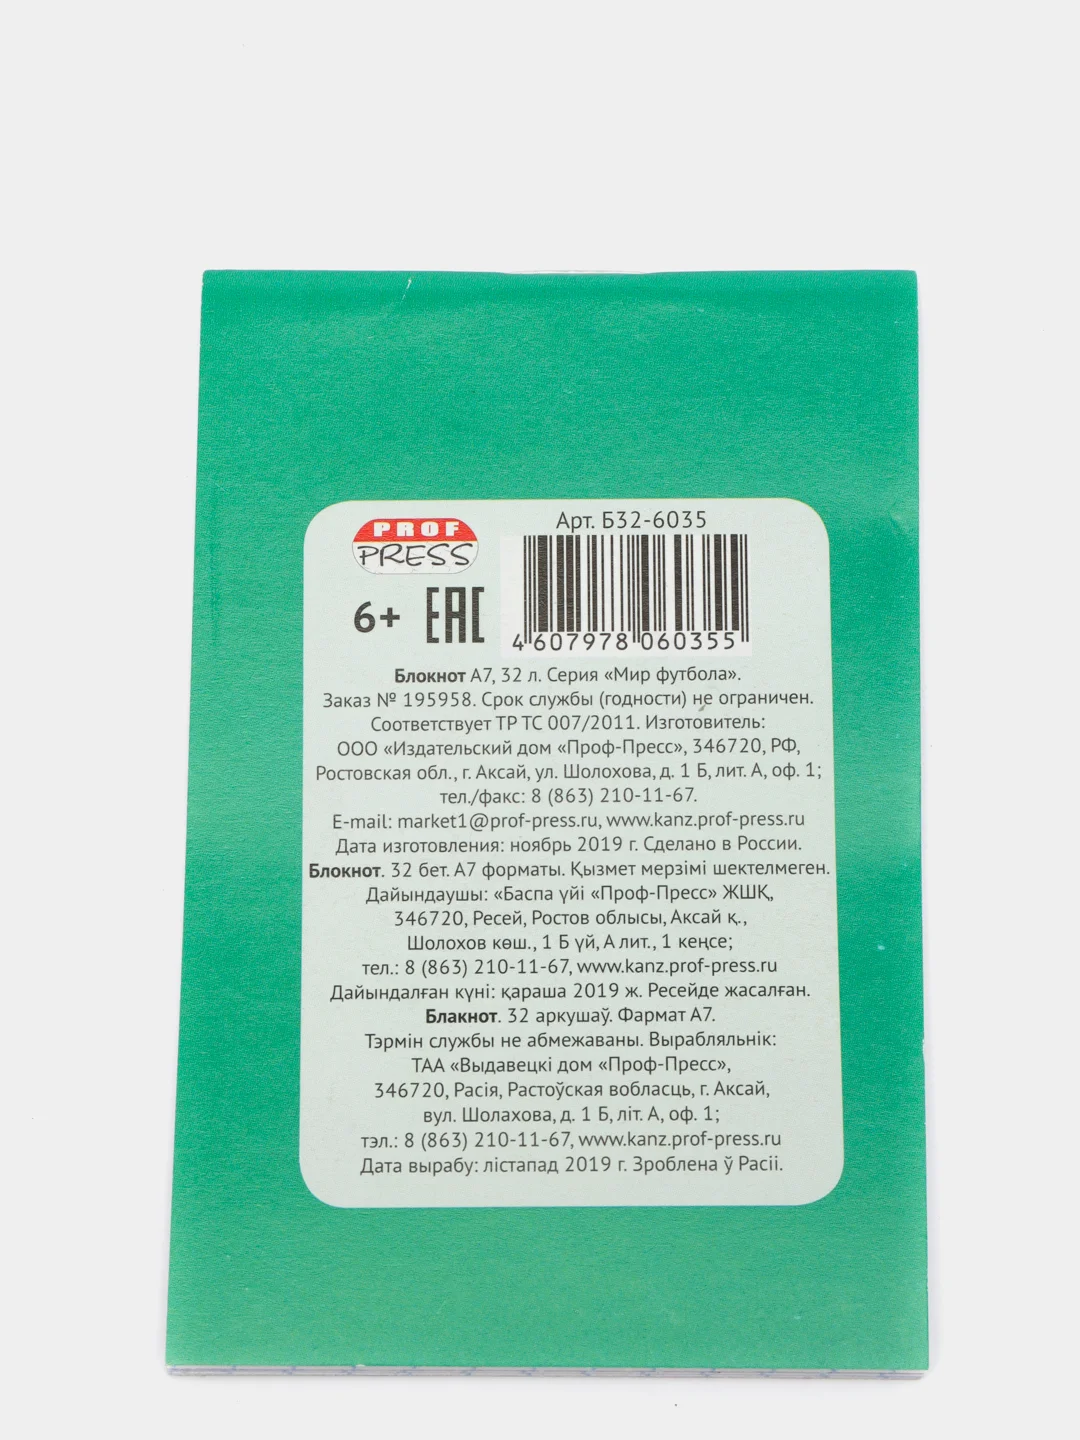 PROF
PRESS
Арт. Б32-6035
6+ EAC
4 607978 060355
Блокнот А7, 32 л. Серия «Мир футбола».
Заказ № 195958. Срок службы (годности) не ограничен.
Соответствует ТР ТС 007/2011. Изготовитель:
ООО «Издательский дом «Проф-Пресс», 346720, РФ,
Ростовская обл., г. Аксай, ул. Шолохова, д. 1 Б, лит. А, оф. 1;
тел./факс: 8 (863) 210-11-67.
E-mail: market1@prof-press.ru, www.kanz.prof-press.ru
Дата изготовления: ноябрь 2019 г. Сделано в России.
Блокнот. 32 бет. А7 форматы. Қызмет мерзімі шектелмеген.
Дайындаушы: «Баспа үйі «Проф-Пресс» ЖШҚ,
346720, Ресей, Ростов облысы, Аксай қ.,
Шолохов көш., 1 Б үй, А лит., 1 кеңсе;
тел.: 8 (863) 210-11-67, www.kanz.prof-press.ru
Дайындалған күні: қараша 2019 ж. Ресейде жасалған.
Блакнот. 32 аркушаў. Фармат А7.
Тэрмін службы не абмежаваны. Вырабляльнік:
ТАА «Выдавецкі дом «Проф-Пресс»,
346720, Расія, Растоўская вобласць, г. Аксай,
вул. Шолахова, д. 1 Б, літ. А, оф. 1;
тэл.: 8 (863) 210-11-67, www.kanz.prof-press.ru
Дата вырабу: лістапад 2019 г. Зроблена ў Расіі.